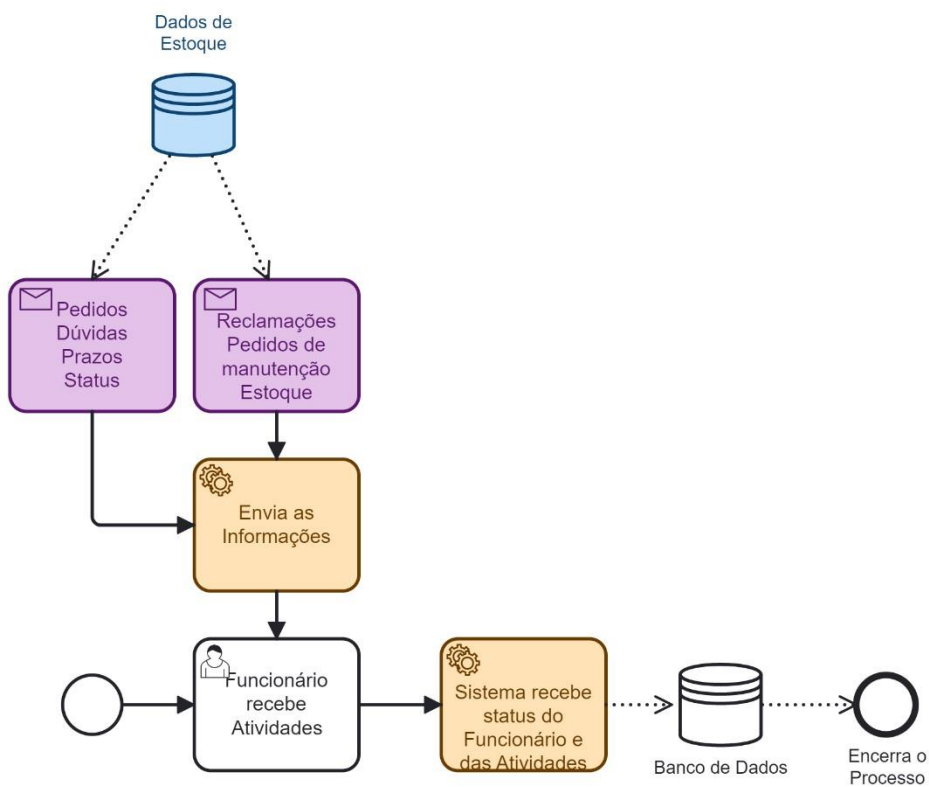 Dados de
Estoque
Pedidos
Dúvidas
Prazos
Status
Reclamações
Pedidos de
manutenção
Estoque
Envia as
Informações
Funcionário
recebe
Atividades
Sistema recebe
status do
Funcionário e
das Atividades
Banco de Dados
Encerra o
Processo